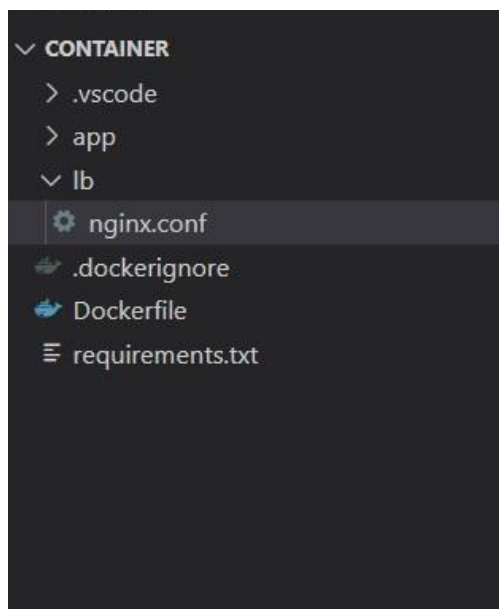 CONTAINER
.vscode
app
lb
nginx.conf
.dockerignore
Dockerfile
requirements.txt